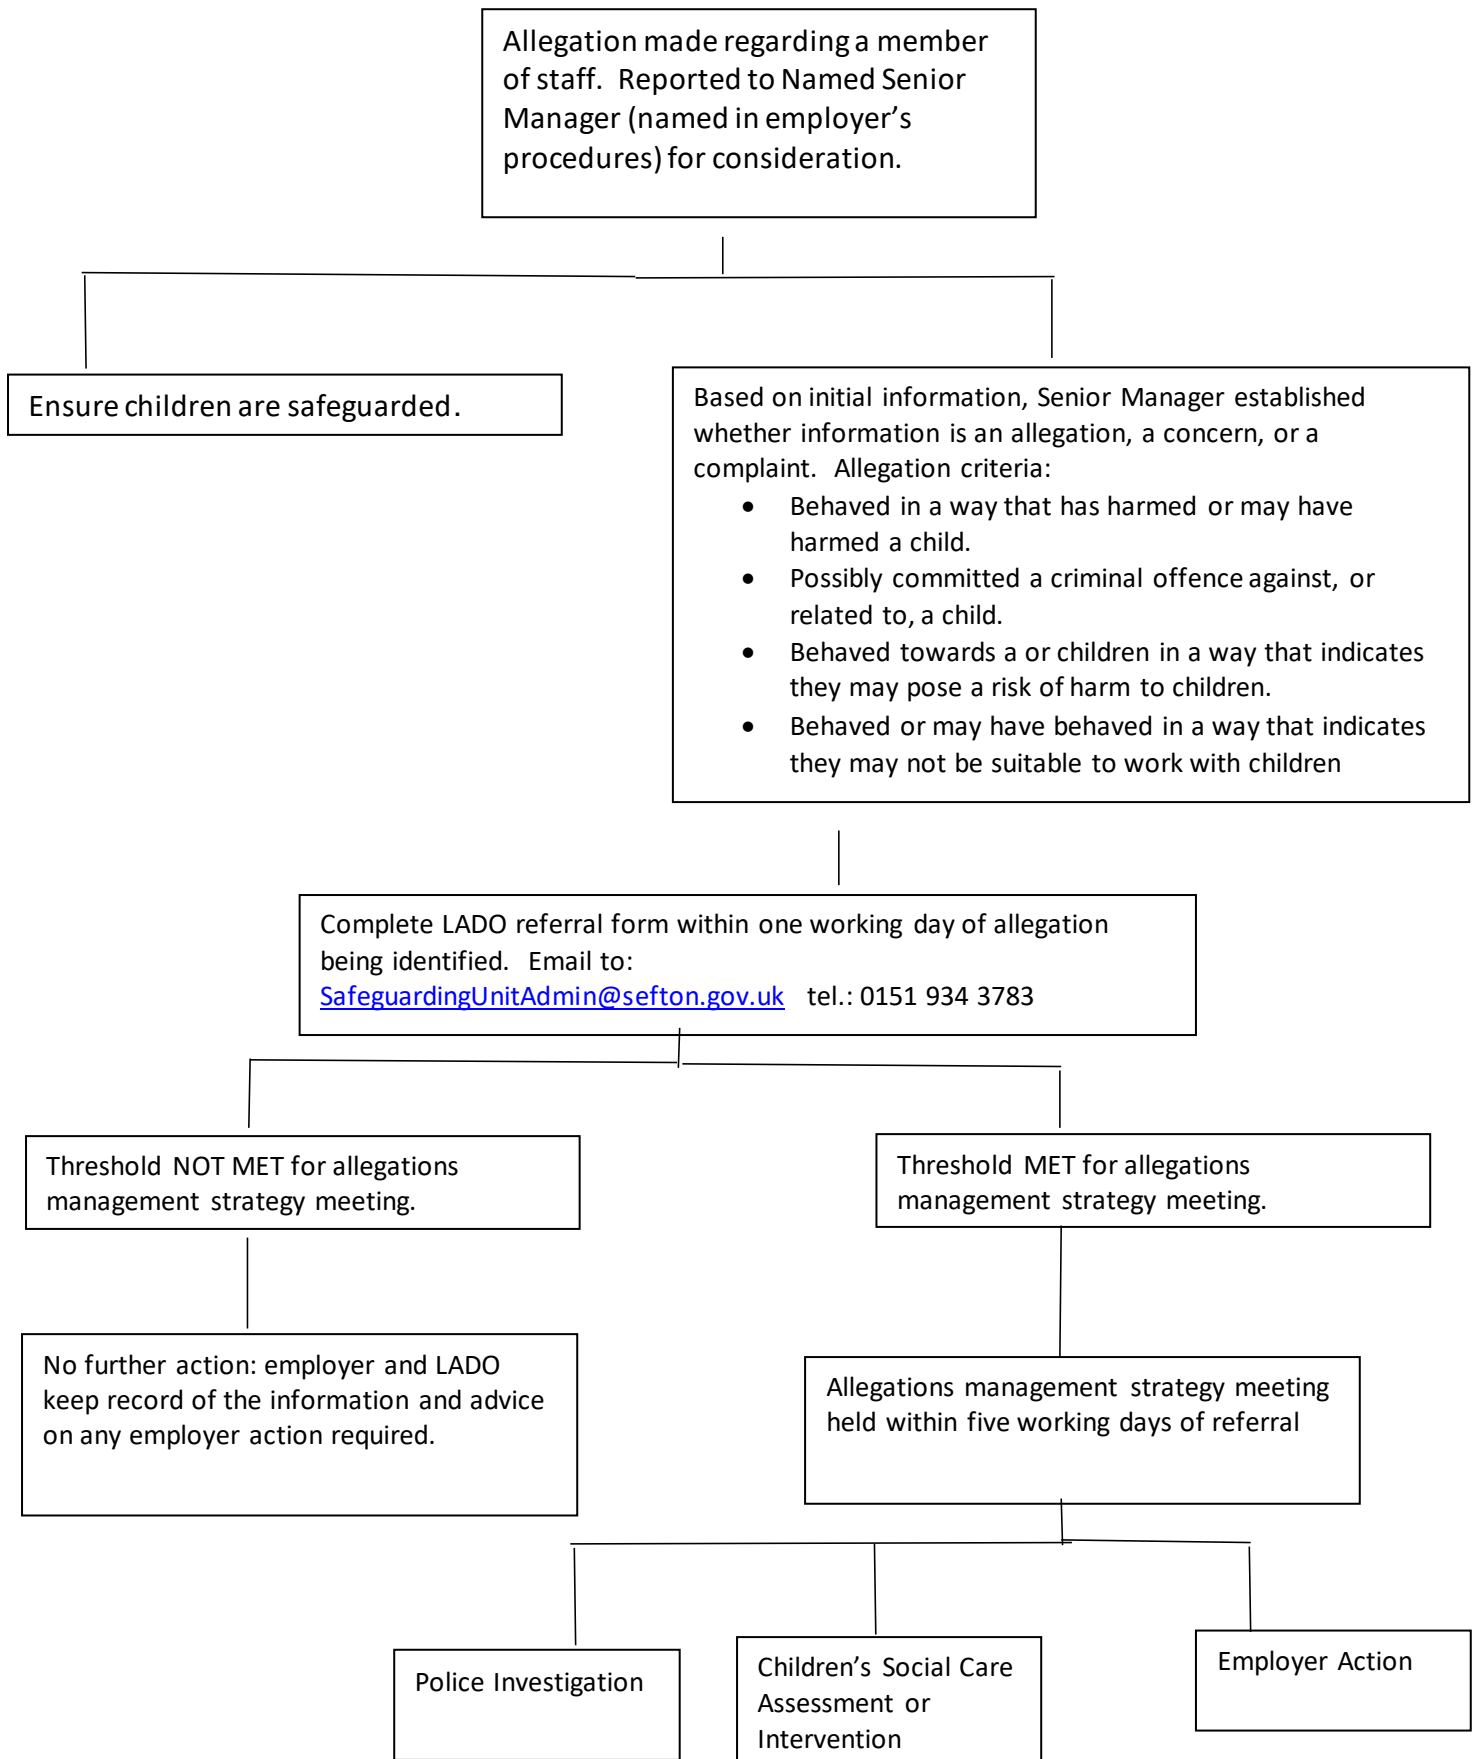 Allegation made regarding a member
of staff.  Reported to Named Senior
Manager (named in employer's
procedures) for consideration.
Ensure children are safeguarded.
Based on initial information, Senior Manager established
whether information is an allegation, a concern, or a
complaint.  Allegation criteria:
• Behaved in a way that has harmed or may have
harmed a child.
• Possibly committed a criminal offence against, or
related to, a child.
• Behaved towards a or children in a way that indicates
they may pose a risk of harm to children.
• Behaved or may have behaved in a way that indicates
they may not be suitable to work with children
Complete LADO referral form within one working day of allegation
being identified.  Email to:
SafeguardingUnitAdmin@sefton.gov.uk  tel.: 0151 934 3783
Threshold NOT MET for allegations
management strategy meeting.
Threshold MET for allegations
management strategy meeting.
No further action: employer and LADO
keep record of the information and advice
on any employer action required.
Allegations management strategy meeting
held within five working days of referral
Police Investigation
Children's Social Care
Assessment or
Intervention
Employer Action